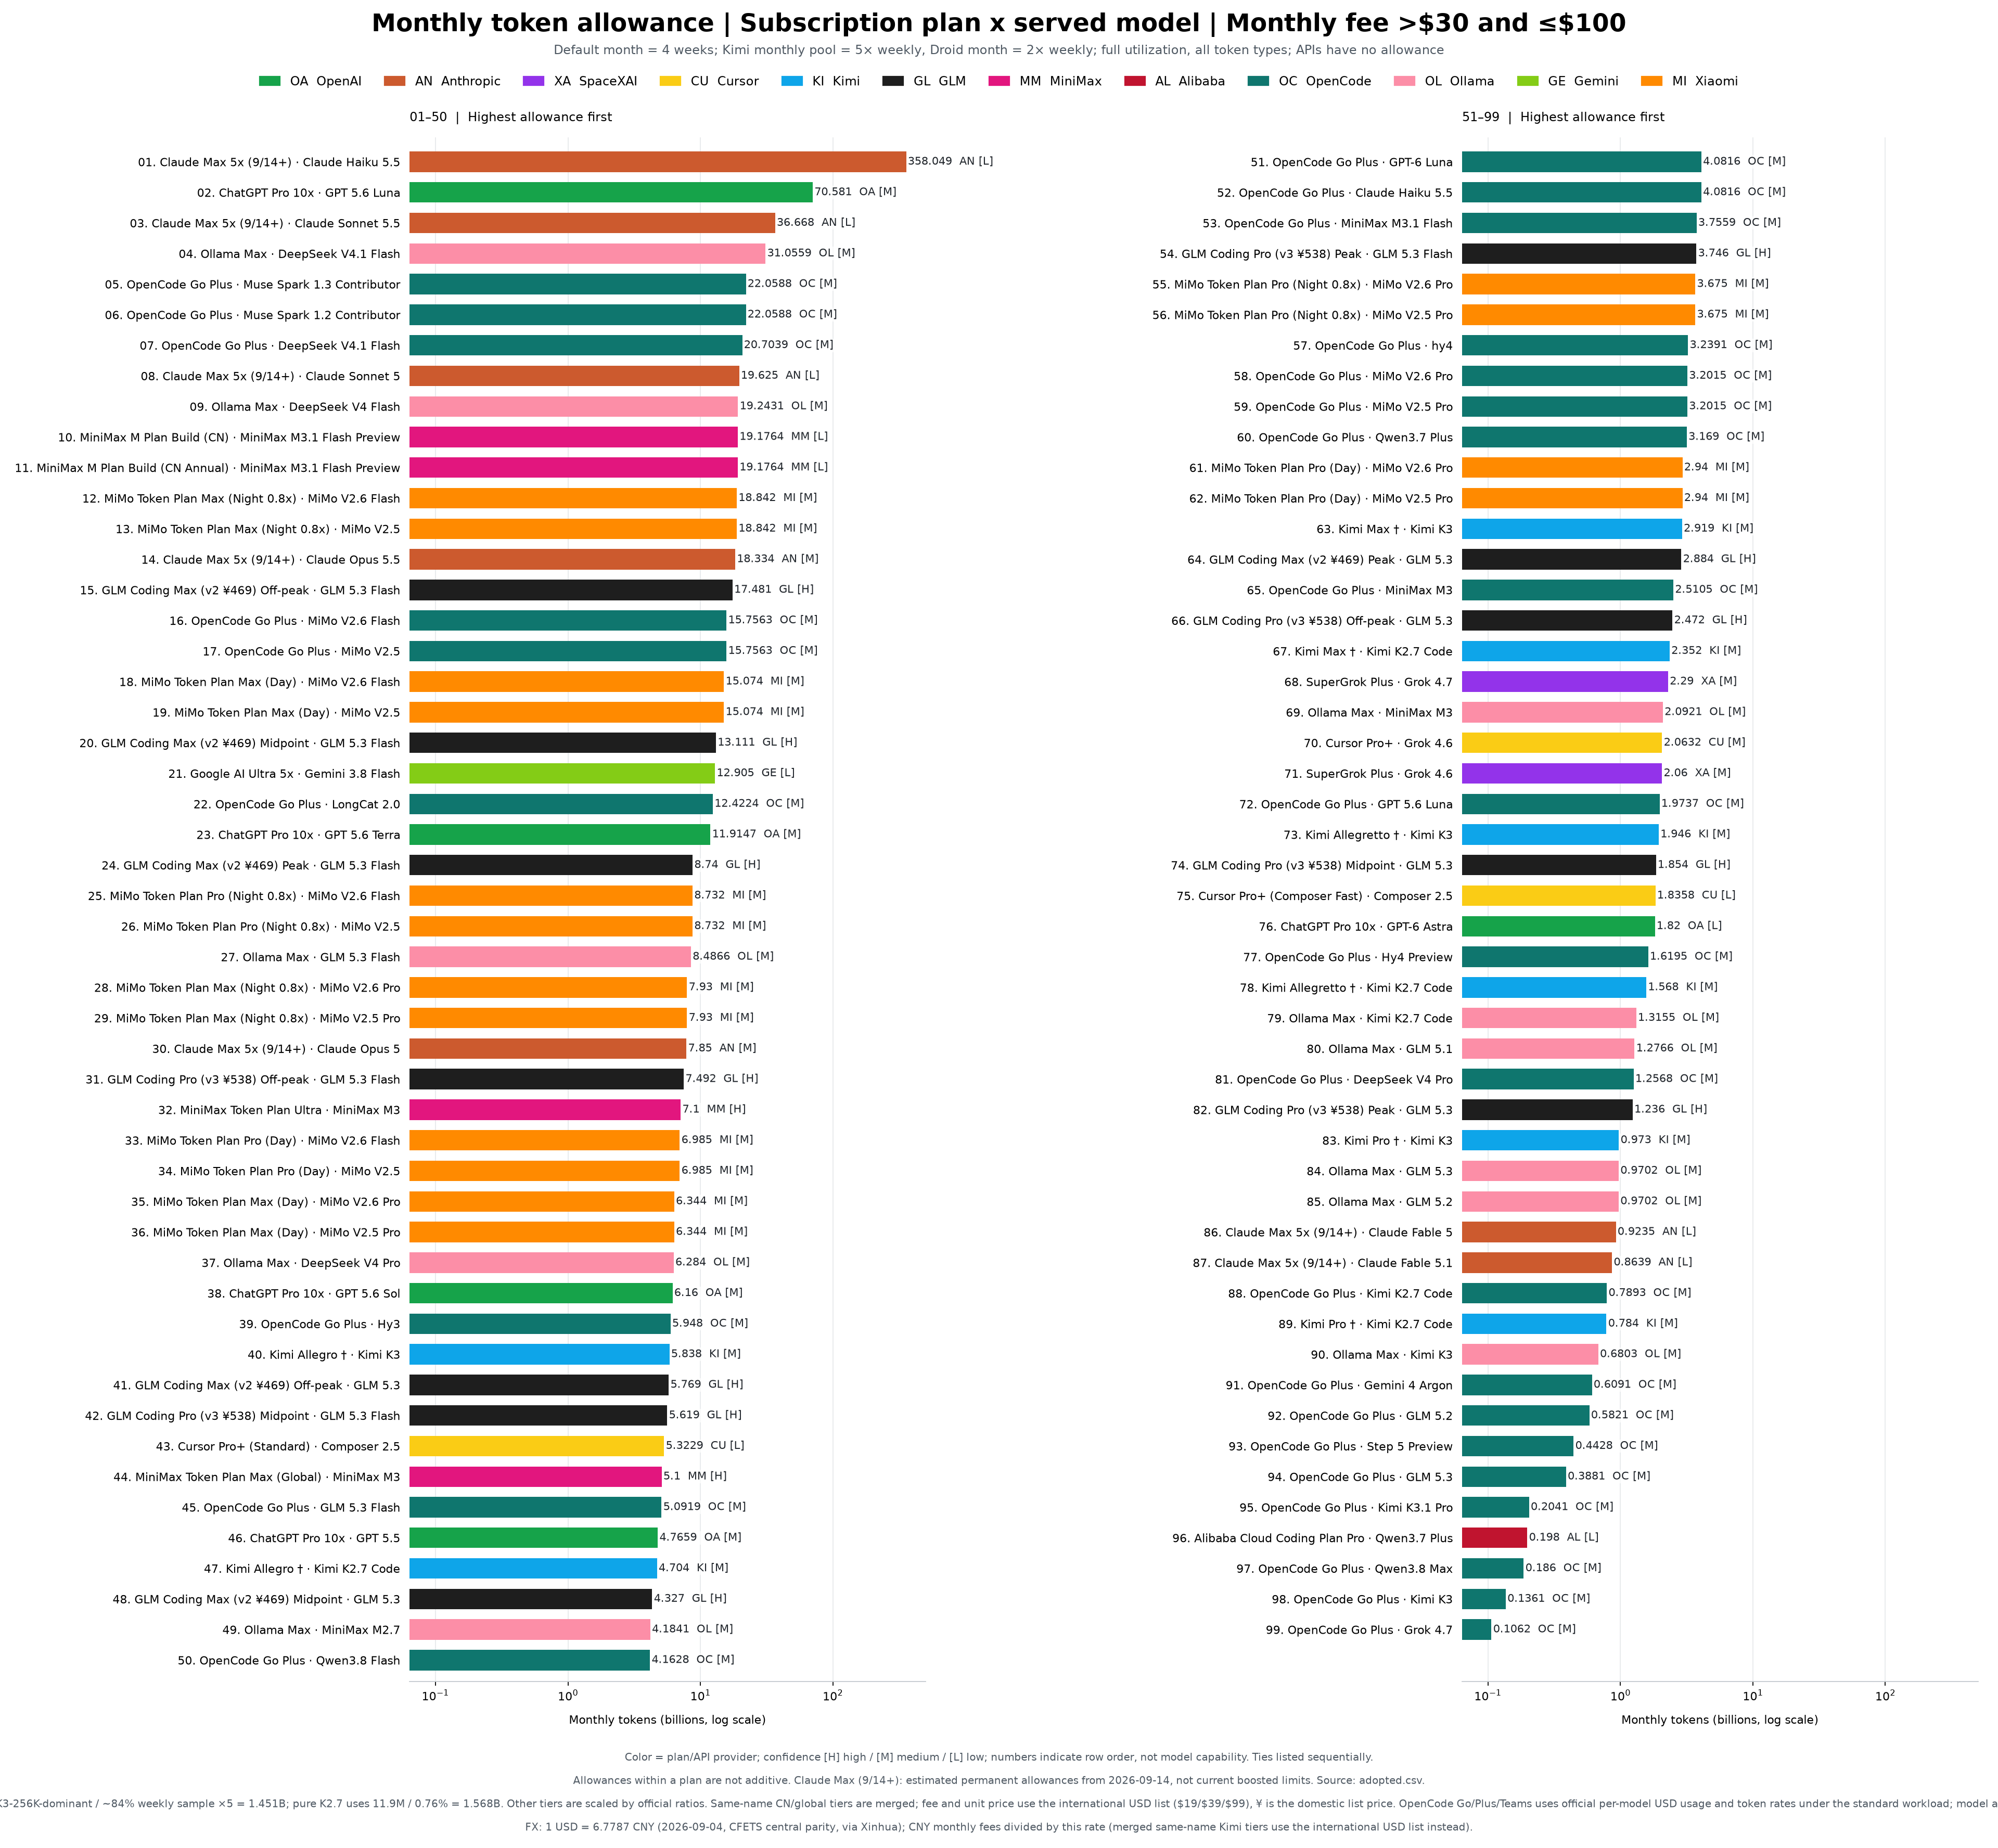 Monthly token allowance | Subscription plan x served model | Monthly fee >$30 and ≤$100
Default month = 4 weeks; Kimi monthly pool = 5× weekly, Droid month = 2× weekly; full utilization, all token types; APIs have no allowance
OA OpenAI AN Anthropic XA SpaceXAI CU Cursor KI Kimi GL GLM MM MiniMax AL Alibaba OC OpenCode OL Ollama GE Gemini MI Xiaomi
01–50 | Highest allowance first
01. Claude Max 5x (9/14+) · Claude Haiku 5.5 358.049 AN [L]
02. ChatGPT Pro 10x · GPT 5.6 Luna 70.581 OA [M]
03. Claude Max 5x (9/14+) · Claude Sonnet 5.5 36.668 AN [L]
04. Ollama Max · DeepSeek V4.1 Flash 31.0559 OL [M]
05. OpenCode Go Plus · Muse Spark 1.3 Contributor 22.0588 OC [M]
06. OpenCode Go Plus · Muse Spark 1.2 Contributor 22.0588 OC [M]
07. OpenCode Go Plus · DeepSeek V4.1 Flash 20.7039 OC [M]
08. Claude Max 5x (9/14+) · Claude Sonnet 5 19.625 AN [L]
09. Ollama Max · DeepSeek V4 Flash 19.2431 OL [M]
10. MiniMax M Plan Build (CN) · MiniMax M3.1 Flash Preview 19.1764 MM [L]
11. MiniMax M Plan Build (CN Annual) · MiniMax M3.1 Flash Preview 19.1764 MM [L]
12. MiMo Token Plan Max (Night 0.8x) · MiMo V2.6 Flash 18.842 MI [M]
13. MiMo Token Plan Max (Night 0.8x) · MiMo V2.5 18.842 MI [M]
14. Claude Max 5x (9/14+) · Claude Opus 5.5 18.334 AN [M]
15. GLM Coding Max (v2 ¥469) Off-peak · GLM 5.3 Flash 17.481 GL [H]
16. OpenCode Go Plus · MiMo V2.6 Flash 15.7563 OC [M]
17. OpenCode Go Plus · MiMo V2.5 15.7563 OC [M]
18. MiMo Token Plan Max (Day) · MiMo V2.6 Flash 15.074 MI [M]
19. MiMo Token Plan Max (Day) · MiMo V2.5 15.074 MI [M]
20. GLM Coding Max (v2 ¥469) Midpoint · GLM 5.3 Flash 13.111 GL [H]
21. Google AI Ultra 5x · Gemini 3.8 Flash 12.905 GE [L]
22. OpenCode Go Plus · LongCat 2.0 12.4224 OC [M]
23. ChatGPT Pro 10x · GPT 5.6 Terra 11.9147 OA [M]
24. GLM Coding Max (v2 ¥469) Peak · GLM 5.3 Flash 8.74 GL [H]
25. MiMo Token Plan Pro (Night 0.8x) · MiMo V2.6 Flash 8.732 MI [M]
26. MiMo Token Plan Pro (Night 0.8x) · MiMo V2.5 8.732 MI [M]
27. Ollama Max · GLM 5.3 Flash 8.4866 OL [M]
28. MiMo Token Plan Max (Night 0.8x) · MiMo V2.6 Pro 7.93 MI [M]
29. MiMo Token Plan Max (Night 0.8x) · MiMo V2.5 Pro 7.93 MI [M]
30. Claude Max 5x (9/14+) · Claude Opus 5 7.85 AN [M]
31. GLM Coding Pro (v3 ¥538) Off-peak · GLM 5.3 Flash 7.492 GL [H]
32. MiniMax Token Plan Ultra · MiniMax M3 7.1 MM [H]
33. MiMo Token Plan Pro (Day) · MiMo V2.6 Flash 6.985 MI [M]
34. MiMo Token Plan Pro (Day) · MiMo V2.5 6.985 MI [M]
35. MiMo Token Plan Max (Day) · MiMo V2.6 Pro 6.344 MI [M]
36. MiMo Token Plan Max (Day) · MiMo V2.5 Pro 6.344 MI [M]
37. Ollama Max · DeepSeek V4 Pro 6.284 OL [M]
38. ChatGPT Pro 10x · GPT 5.6 Sol 6.16 OA [M]
39. OpenCode Go Plus · Hy3 5.948 OC [M]
40. Kimi Allegro † · Kimi K3 5.838 KI [M]
41. GLM Coding Max (v2 ¥469) Off-peak · GLM 5.3 5.769 GL [H]
42. GLM Coding Pro (v3 ¥538) Midpoint · GLM 5.3 Flash 5.619 GL [H]
43. Cursor Pro+ (Standard) · Composer 2.5 5.3229 CU [L]
44. MiniMax Token Plan Max (Global) · MiniMax M3 5.1 MM [H]
45. OpenCode Go Plus · GLM 5.3 Flash 5.0919 OC [M]
46. ChatGPT Pro 10x · GPT 5.5 4.7659 OA [M]
47. Kimi Allegro † · Kimi K2.7 Code 4.704 KI [M]
48. GLM Coding Max (v2 ¥469) Midpoint · GLM 5.3 4.327 GL [H]
49. Ollama Max · MiniMax M2.7 4.1841 OL [M]
50. OpenCode Go Plus · Qwen3.8 Flash 4.1628 OC [M]
10⁻¹ 10⁰ 10¹ 10²
Monthly tokens (billions, log scale)
51–99 | Highest allowance first
51. OpenCode Go Plus · GPT-6 Luna 4.0816 OC [M]
52. OpenCode Go Plus · Claude Haiku 5.5 4.0816 OC [M]
53. OpenCode Go Plus · MiniMax M3.1 Flash 3.7559 OC [M]
54. GLM Coding Pro (v3 ¥538) Peak · GLM 5.3 Flash 3.746 GL [H]
55. MiMo Token Plan Pro (Night 0.8x) · MiMo V2.6 Pro 3.675 MI [M]
56. MiMo Token Plan Pro (Night 0.8x) · MiMo V2.5 Pro 3.675 MI [M]
57. OpenCode Go Plus · hy4 3.2391 OC [M]
58. OpenCode Go Plus · MiMo V2.6 Pro 3.2015 OC [M]
59. OpenCode Go Plus · MiMo V2.5 Pro 3.2015 OC [M]
60. OpenCode Go Plus · Qwen3.7 Plus 3.169 OC [M]
61. MiMo Token Plan Pro (Day) · MiMo V2.6 Pro 2.94 MI [M]
62. MiMo Token Plan Pro (Day) · MiMo V2.5 Pro 2.94 MI [M]
63. Kimi Max † · Kimi K3 2.919 KI [M]
64. GLM Coding Max (v2 ¥469) Peak · GLM 5.3 2.884 GL [H]
65. OpenCode Go Plus · MiniMax M3 2.5105 OC [M]
66. GLM Coding Pro (v3 ¥538) Off-peak · GLM 5.3 2.472 GL [H]
67. Kimi Max † · Kimi K2.7 Code 2.352 KI [M]
68. SuperGrok Plus · Grok 4.7 2.29 XA [M]
69. Ollama Max · MiniMax M3 2.0921 OL [M]
70. Cursor Pro+ · Grok 4.6 2.0632 CU [M]
71. SuperGrok Plus · Grok 4.6 2.06 XA [M]
72. OpenCode Go Plus · GPT 5.6 Luna 1.9737 OC [M]
73. Kimi Allegretto † · Kimi K3 1.946 KI [M]
74. GLM Coding Pro (v3 ¥538) Midpoint · GLM 5.3 1.854 GL [H]
75. Cursor Pro+ (Composer Fast) · Composer 2.5 1.8358 CU [L]
76. ChatGPT Pro 10x · GPT-6 Astra 1.82 OA [L]
77. OpenCode Go Plus · Hy4 Preview 1.6195 OC [M]
78. Kimi Allegretto † · Kimi K2.7 Code 1.568 KI [M]
79. Ollama Max · Kimi K2.7 Code 1.3155 OL [M]
80. Ollama Max · GLM 5.1 1.2766 OL [M]
81. OpenCode Go Plus · DeepSeek V4 Pro 1.2568 OC [M]
82. GLM Coding Pro (v3 ¥538) Peak · GLM 5.3 1.236 GL [H]
83. Kimi Pro † · Kimi K3 0.973 KI [M]
84. Ollama Max · GLM 5.3 0.9702 OL [M]
85. Ollama Max · GLM 5.2 0.9702 OL [M]
86. Claude Max 5x (9/14+) · Claude Fable 5 0.9235 AN [L]
87. Claude Max 5x (9/14+) · Claude Fable 5.1 0.8639 AN [L]
88. OpenCode Go Plus · Kimi K2.7 Code 0.7893 OC [M]
89. Kimi Pro † · Kimi K2.7 Code 0.784 KI [M]
90. Ollama Max · Kimi K3 0.6803 OL [M]
91. OpenCode Go Plus · Gemini 4 Argon 0.6091 OC [M]
92. OpenCode Go Plus · GLM 5.2 0.5821 OC [M]
93. OpenCode Go Plus · Step 5 Preview 0.4428 OC [M]
94. OpenCode Go Plus · GLM 5.3 0.3881 OC [M]
95. OpenCode Go Plus · Kimi K3.1 Pro 0.2041 OC [M]
96. Alibaba Cloud Coding Plan Pro · Qwen3.7 Plus 0.198 AL [L]
97. OpenCode Go Plus · Qwen3.8 Max 0.186 OC [M]
98. OpenCode Go Plus · Kimi K3 0.1361 OC [M]
99. OpenCode Go Plus · Grok 4.7 0.1062 OC [M]
10⁻¹ 10⁰ 10¹ 10²
Monthly tokens (billions, log scale)
Color = plan/API provider; confidence [H] high / [M] medium / [L] low; numbers indicate row order, not model capability. Ties listed sequentially.
Allowances within a plan are not additive. Claude Max (9/14+): estimated permanent allowances from 2026-09-14, not current boosted limits. Source: adopted.csv.
K3-256K-dominant / ~84% weekly sample ×5 = 1.451B; pure K2.7 uses 11.9M / 0.76% = 1.568B. Other tiers are scaled by official ratios. Same-name CN/global tiers are merged; fee and unit price use the international USD list ($19/$39/$99), ¥ is the domestic list price. OpenCode Go/Plus/Teams uses official per-model USD usage and token rates under the standard workload; model a
FX: 1 USD = 6.7787 CNY (2026-09-04, CFETS central parity, via Xinhua); CNY monthly fees divided by this rate (merged same-name Kimi tiers use the international USD list instead).